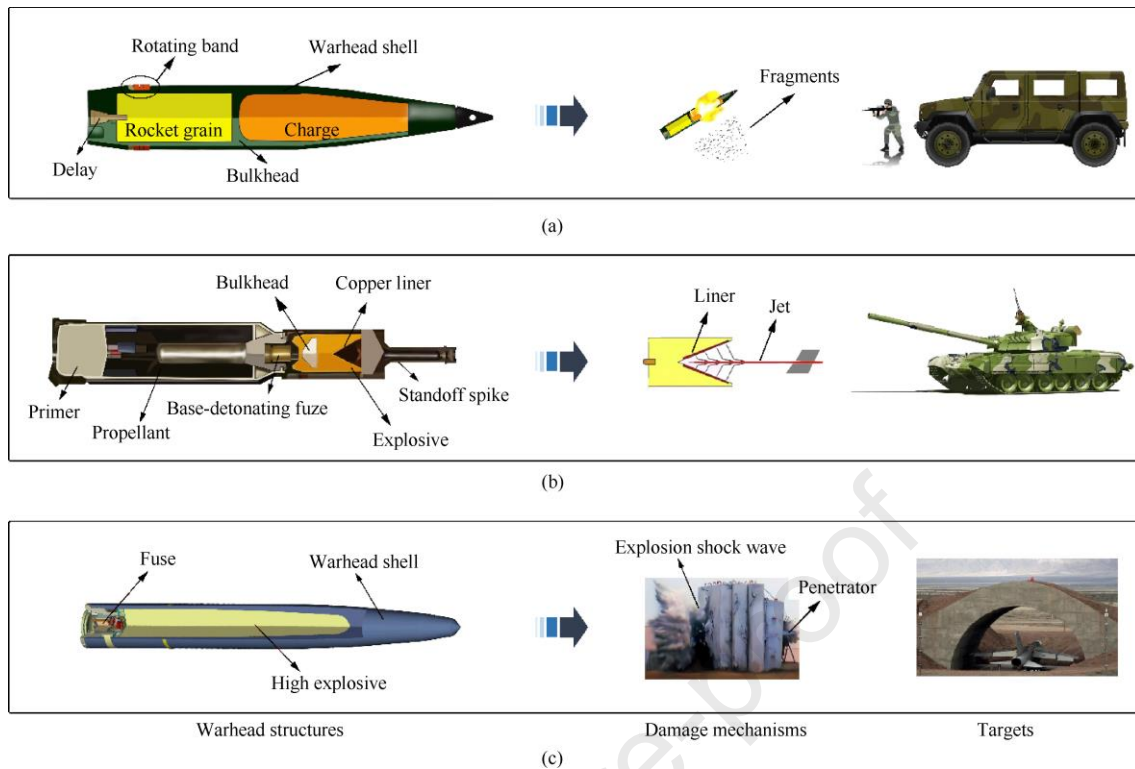 Rotating band
Warhead shell
Fragments
Rocket grain
Charge
Delay
Bulkhead
(a)
Bulkhead
Copper liner
Liner
Jet
Primer
Propellant
Base-detonating fuze
Standoff spike
Explosive
(b)
Fuse
Warhead shell
Explosion shock wave
Penetrator
High explosive
Warhead structures
Damage mechanisms
Targets
(c)
e-proof